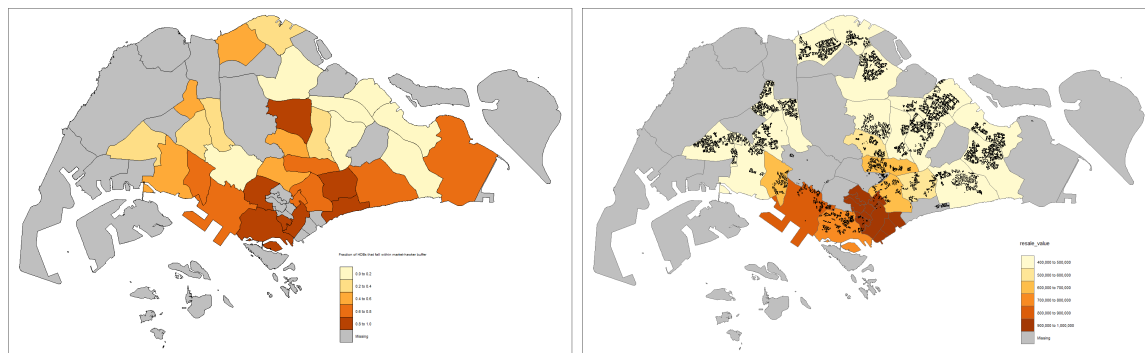 Fraction of HDBs that fall within market/hawker buffer
0.0 to 0.2
0.2 to 0.4
0.4 to 0.6
0.6 to 0.8
0.8 to 1.0
Missing
resale_value
400,000 to 500,000
500,000 to 600,000
600,000 to 700,000
700,000 to 800,000
800,000 to 900,000
900,000 to 1,000,000
Missing